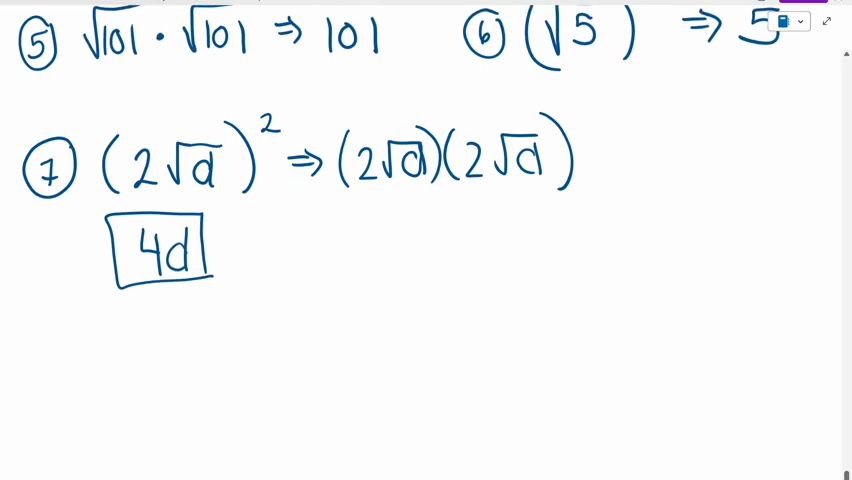 ⑤ √101 · √101 ⇒ 101 ⑥ (√5 ) ⇒ 5
⑦ (2√d)² ⇒ (2√d)(2√d)
4d